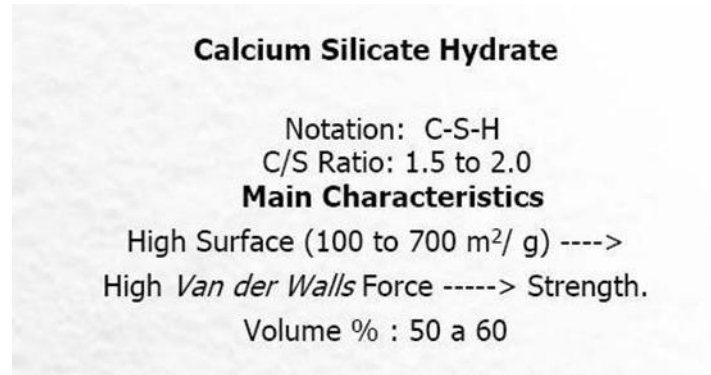 Calcium Silicate Hydrate
Notation: C-S-H
C/S Ratio: 1.5 to 2.0
Main Characteristics
High Surface (100 to 700 m²/ g) ---->
High Van der Walls Force -----> Strength.
Volume % : 50 a 60